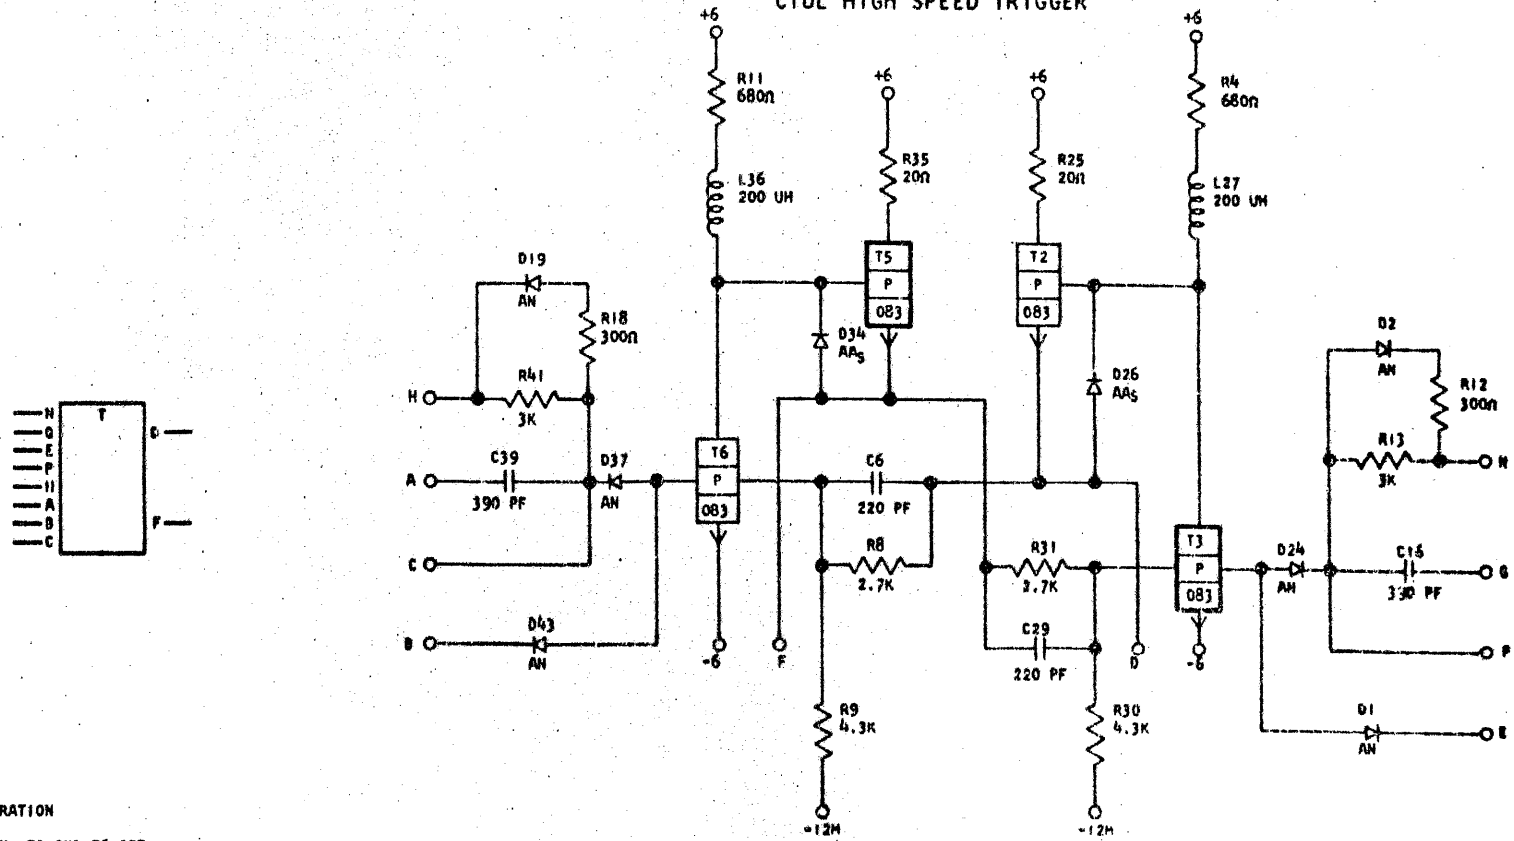 CTDL HIGH SPEED TRIGGER
+6
R11
680Ω
L36
200 UH
+6
R35
20Ω
+6
R25
20Ω
+6
R4
680Ω
L27
200 UH
T5
P
083
T2
P
083
D19
AN
R18
300Ω
D34
AAS
D26
AAS
D2
AN
R12
300Ω
H
R41
3K
R13
3K
N
T
N
G
E
P
H
A
B
C
D
F
A
C39
390 PF
D37
AN
T6
P
083
C6
220 PF
C
R8
2.7K
R31
2.7K
T3
P
083
D24
AN
C16
G
B
D43
AN
-6
F
C29
220 PF
D
-6
P
R9
4.3K
R30
4.3K
D1
AN
E
-12M
-12M
RATION